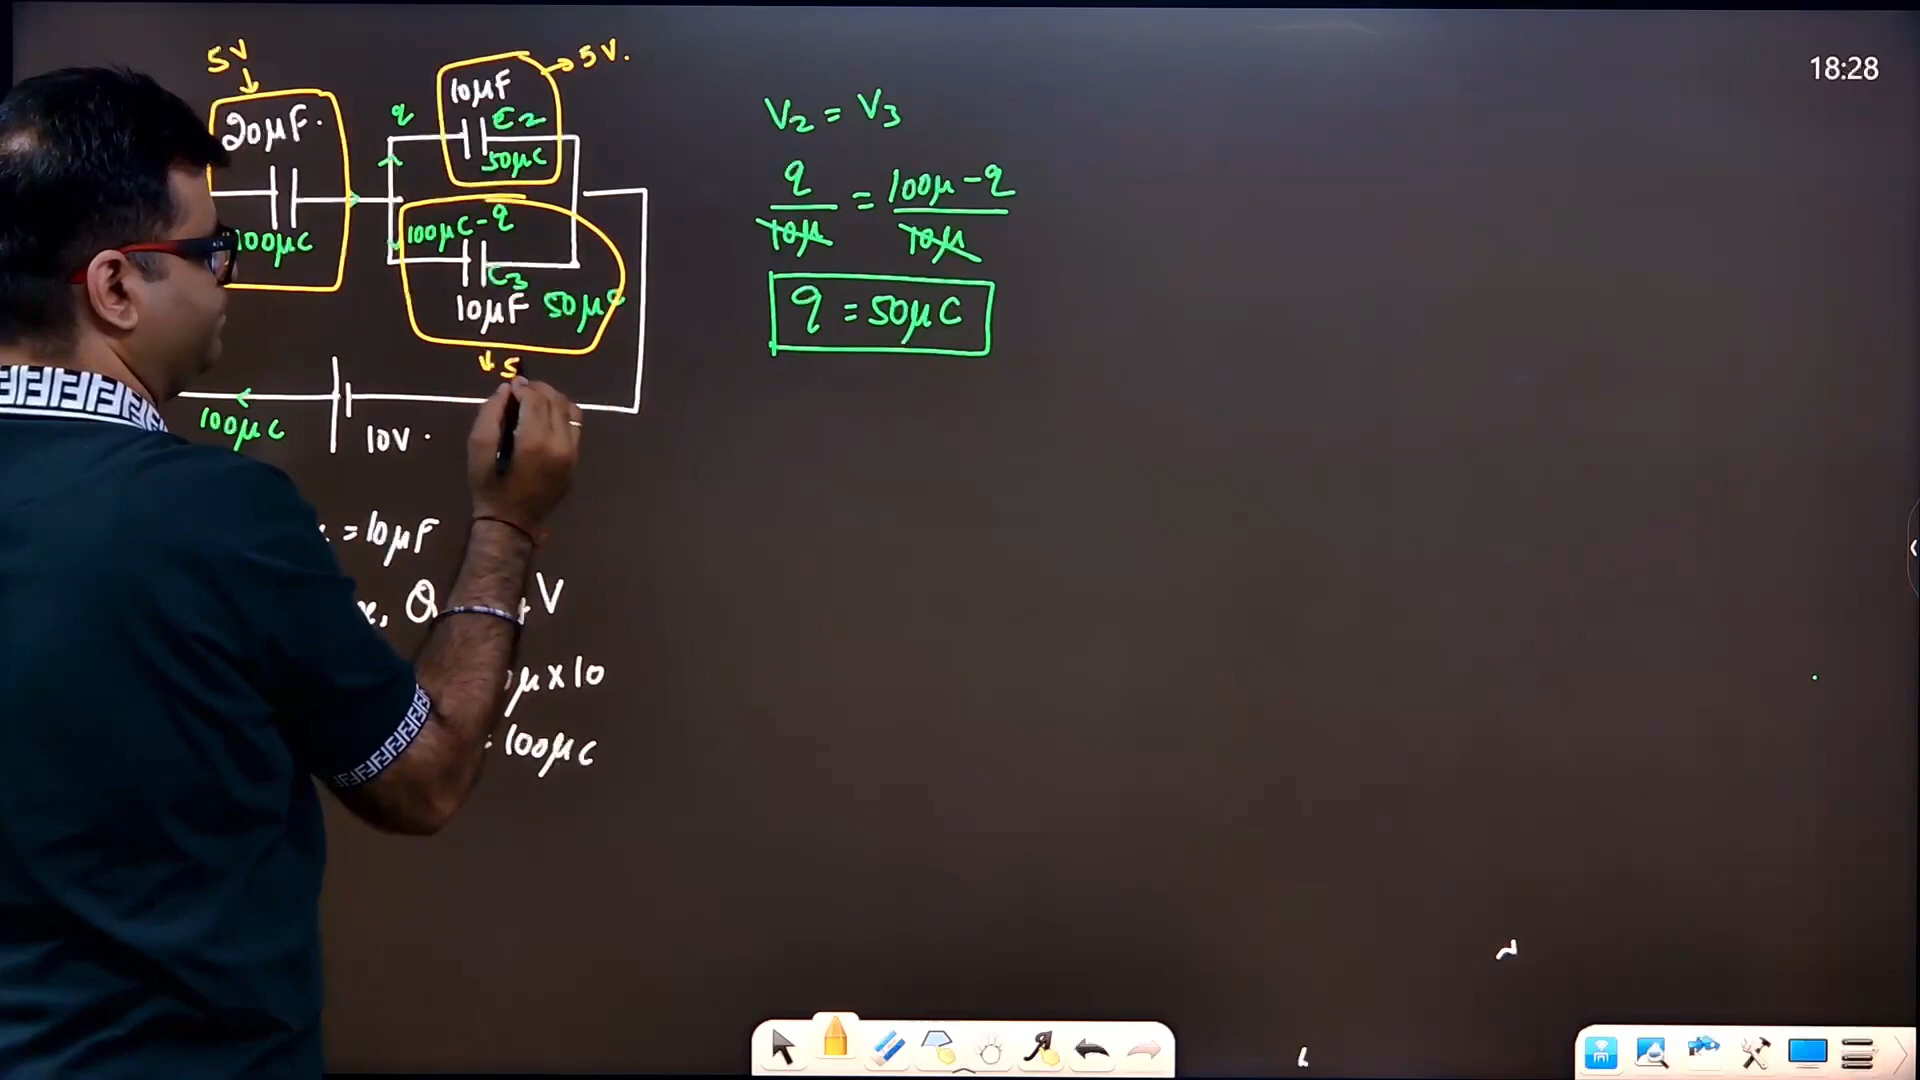 18:28
5V
5V.
10μF
q
C2
50μC
20μF.
100μC
100μC-q
C3
10μF 50μC
5
100μC
10V.
= 10μF
Q V
μ×10
100μC
V2 = V3
q/10μ = 100μ-q/10μ
q = 50μC